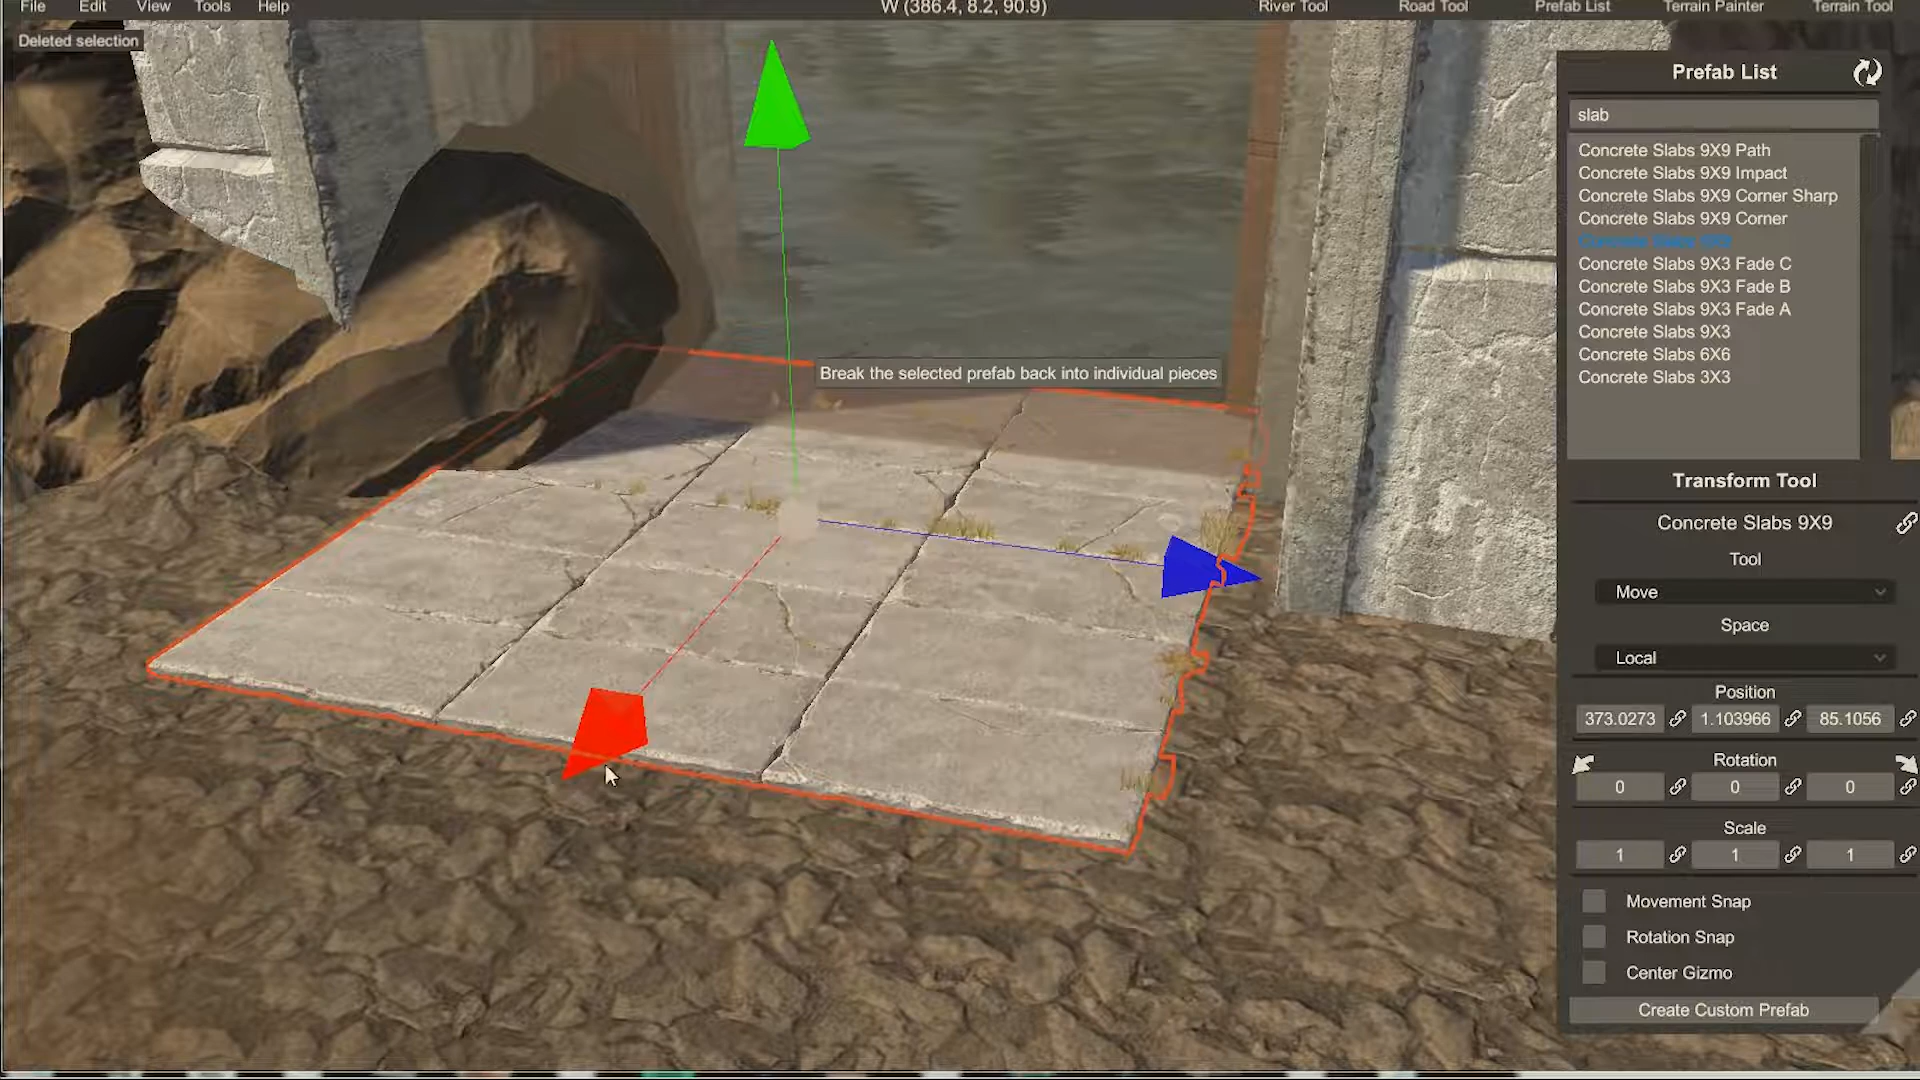 File Edit View Tools Help W (386.4, 8.2, 90.9) River Tool Road Tool Prefab List Terrain Painter Terrain Tool
Deleted selection
Prefab List
slab
Concrete Slabs 9X9 Path
Concrete Slabs 9X9 Impact
Concrete Slabs 9X9 Corner Sharp
Concrete Slabs 9X9 Corner
Concrete Slabs 9X9
Concrete Slabs 9X3 Fade C
Concrete Slabs 9X3 Fade B
Concrete Slabs 9X3 Fade A
Concrete Slabs 9X3
Concrete Slabs 6X6
Concrete Slabs 3X3
Break the selected prefab back into individual pieces
Transform Tool
Concrete Slabs 9X9
Tool
Move
Space
Local
Position
373.0273 1.103966 85.1056
Rotation
0 0 0
Scale
1 1 1
Movement Snap
Rotation Snap
Center Gizmo
Create Custom Prefab